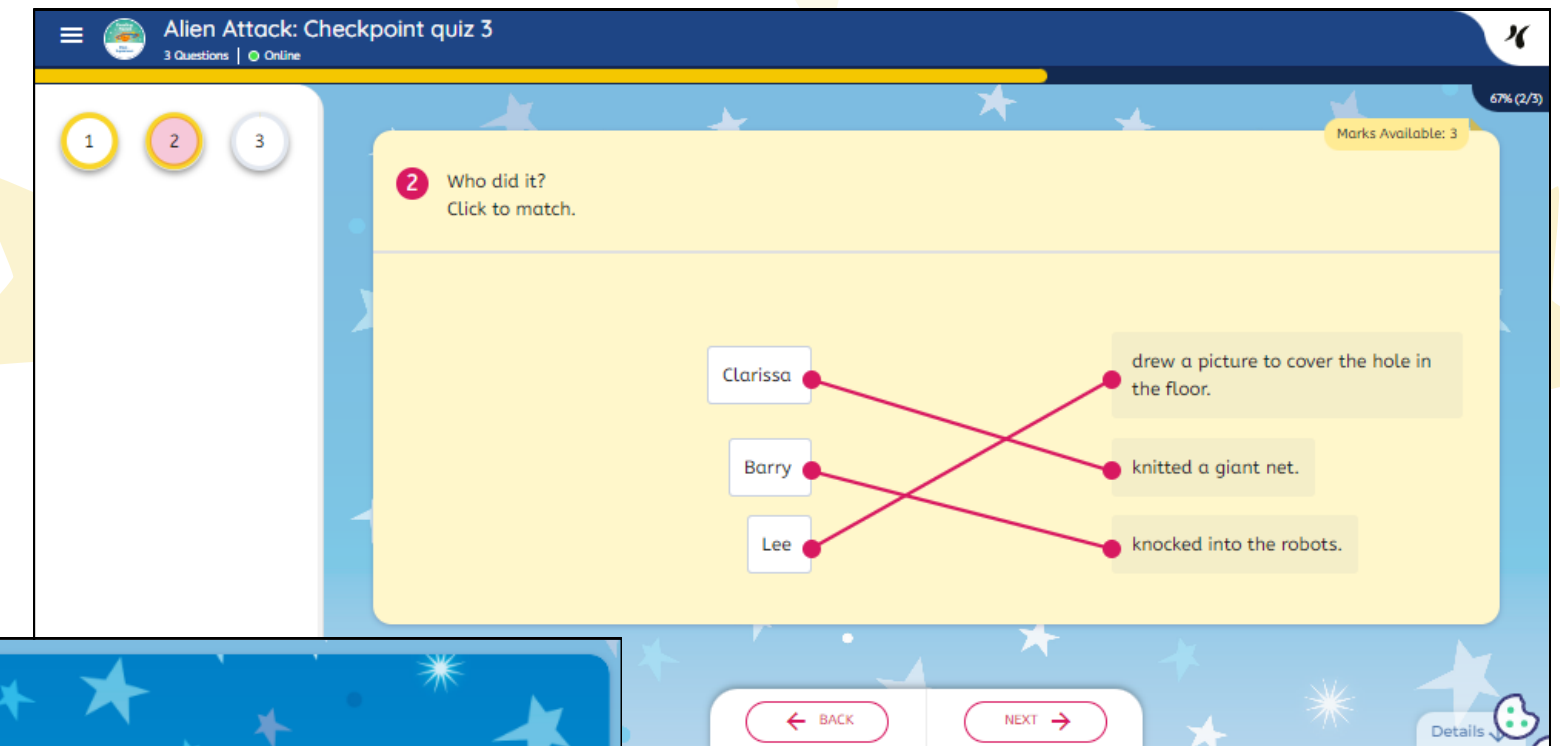 Alien Attack: Checkpoint quiz 3
3 Questions | Online
67% (2/3)
1 2 3
Marks Available: 3
2 Who did it?
Click to match.
Clarissa
drew a picture to cover the hole in
the floor.
Barry
knitted a giant net.
Lee
knocked into the robots.
← BACK
NEXT →
Details